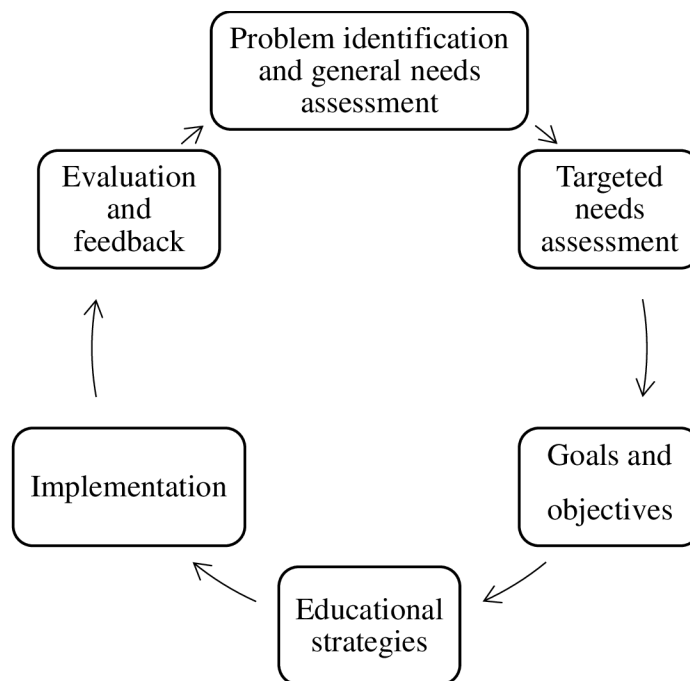 Problem identification
and general needs
assessment
Targeted
needs
assessment
Goals and
objectives
Educational
strategies
Implementation
Evaluation
and
feedback